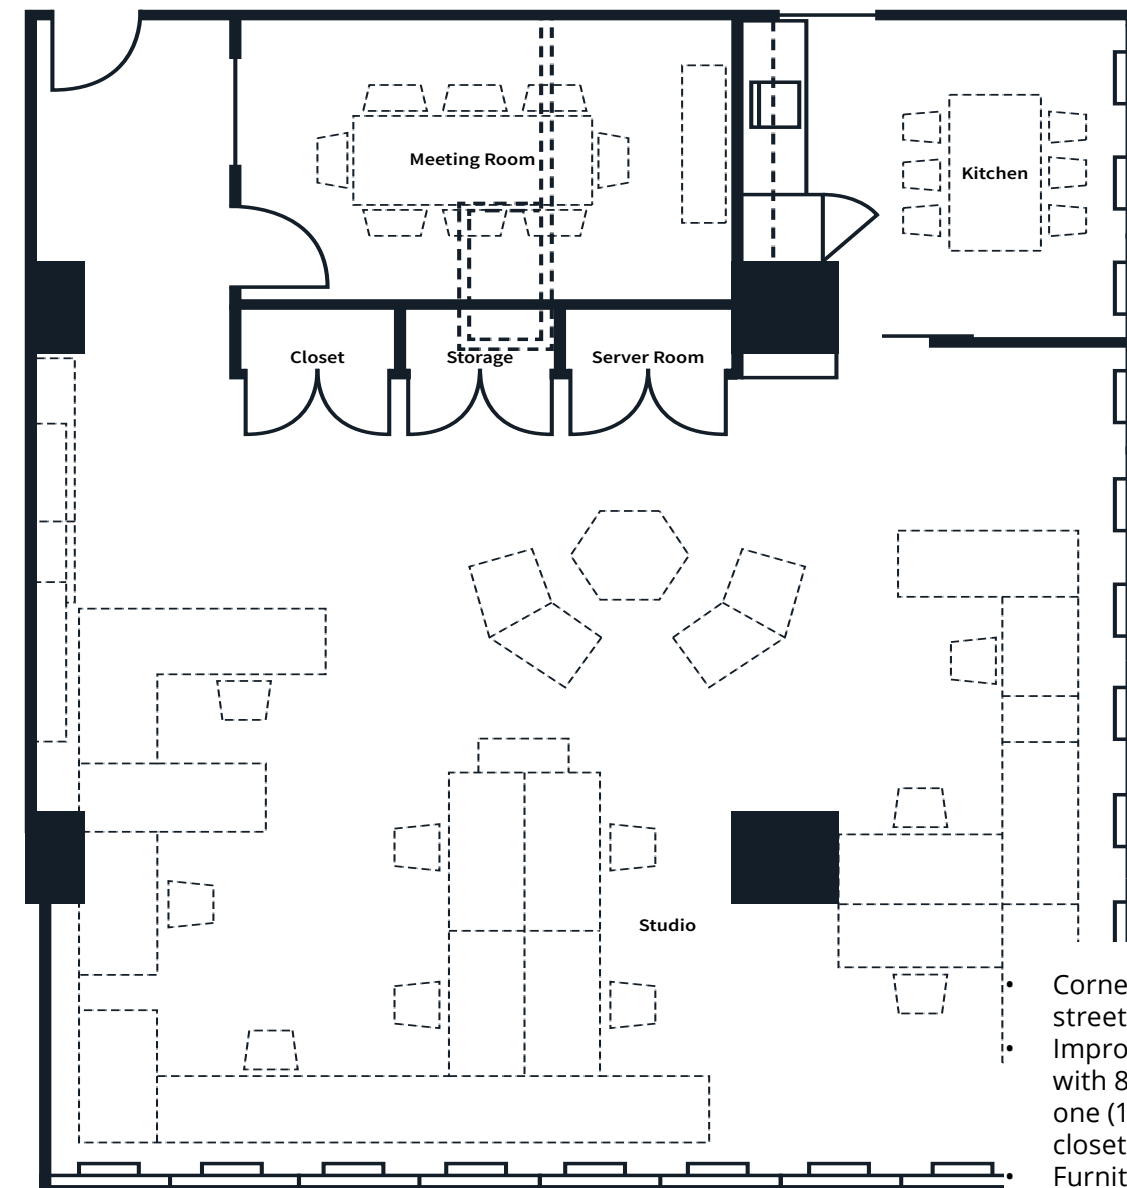 Meeting Room
Kitchen
Closet
Storage
Server Room
Studio
• Corne
street
• Impro
with 8
one (1
closet
• Furnit